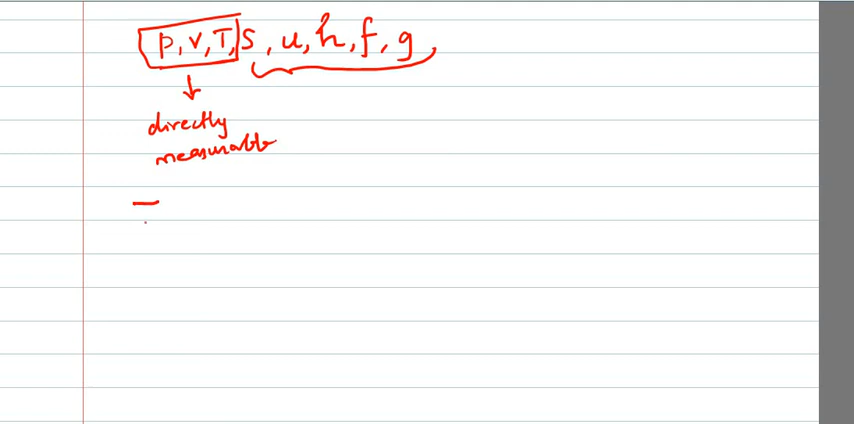 p, v, T, s, u, h, f, g,
directly
measurable